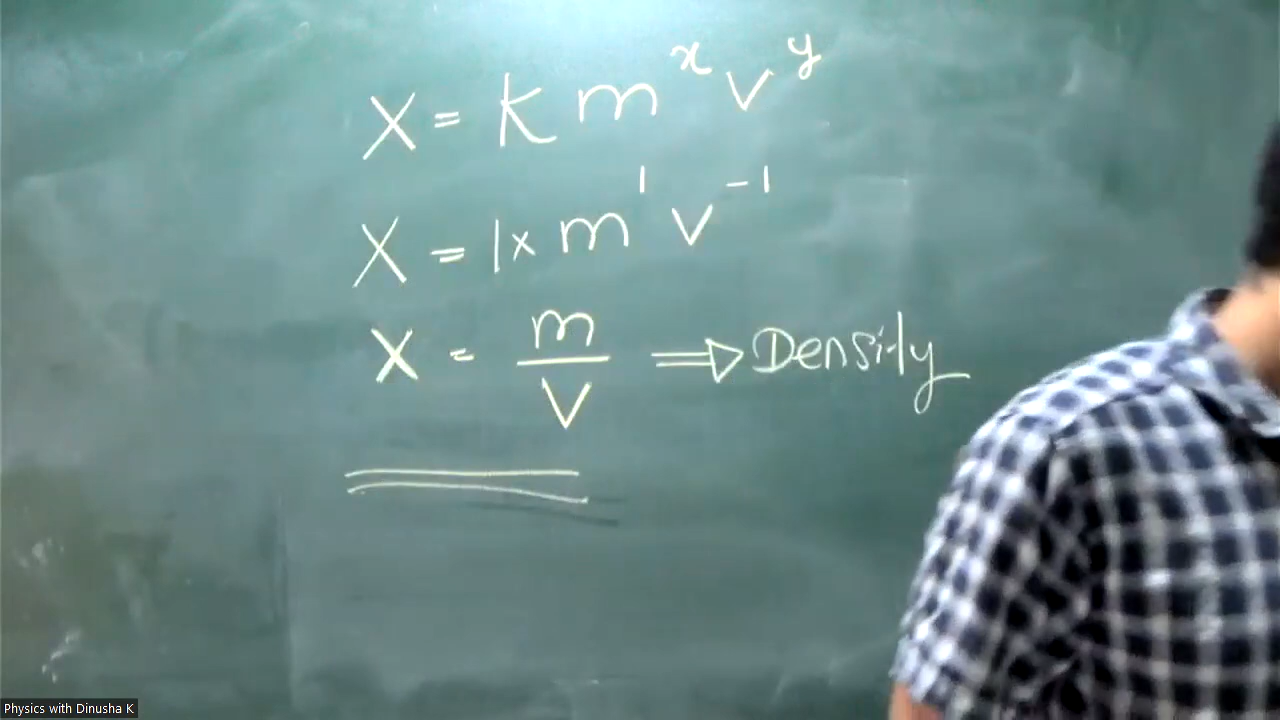 X = K m^x v^y
X = 1 × m^1 v^-1
X = m/V ⇒ Density
Physics with Dinusha K